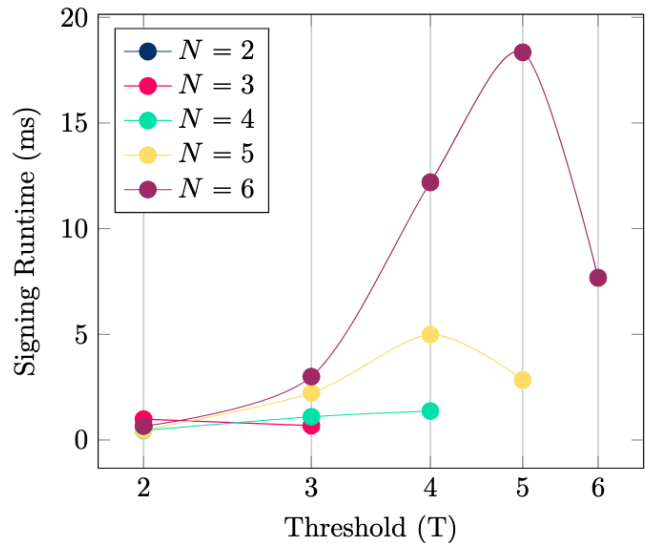 20
15
10
5
0
Signing Runtime (ms)
N = 2
N = 3
N = 4
N = 5
N = 6
2 3 4 5 6
Threshold (T)